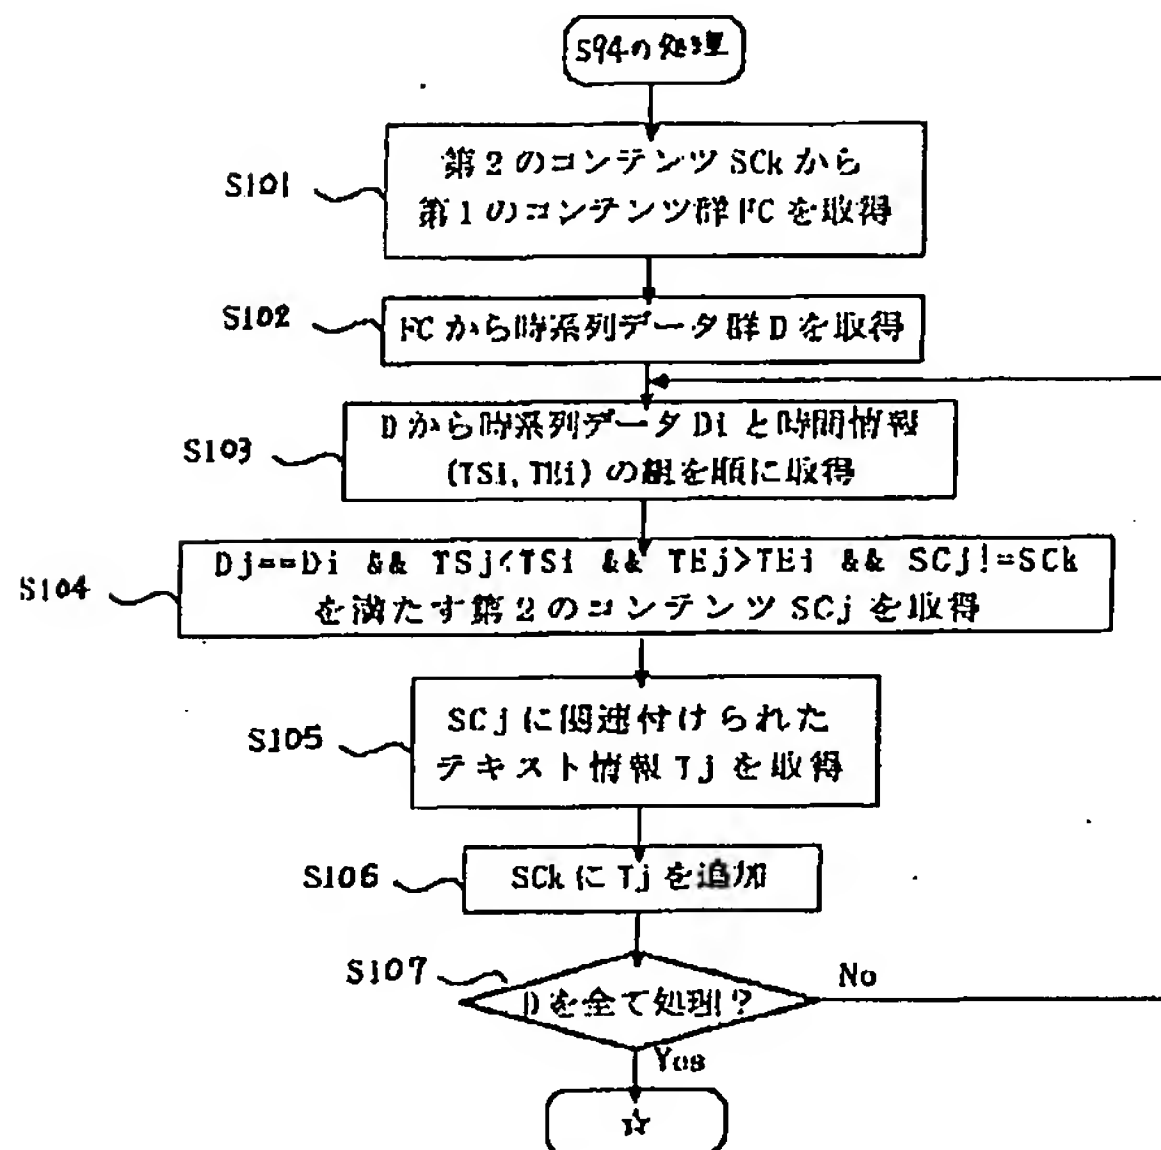 S94の処理
S101
第2のコンテンツ SCk から
第1のコンテンツ群 FC を取得
S102
FC から時系列データ群 D を取得
S103
D から時系列データ Di と時間情報
(TSi, TEi) の組を順に取得
S104
Dj==Di && TSj<TSi && TEj>TEi && SCj!=SCk
を満たす第2のコンテンツ SCj を取得
S105
SCj に関連付けられた
テキスト情報 Tj を取得
S106
SCk に Tj を追加
S107
D を全て処理?
No
Yes